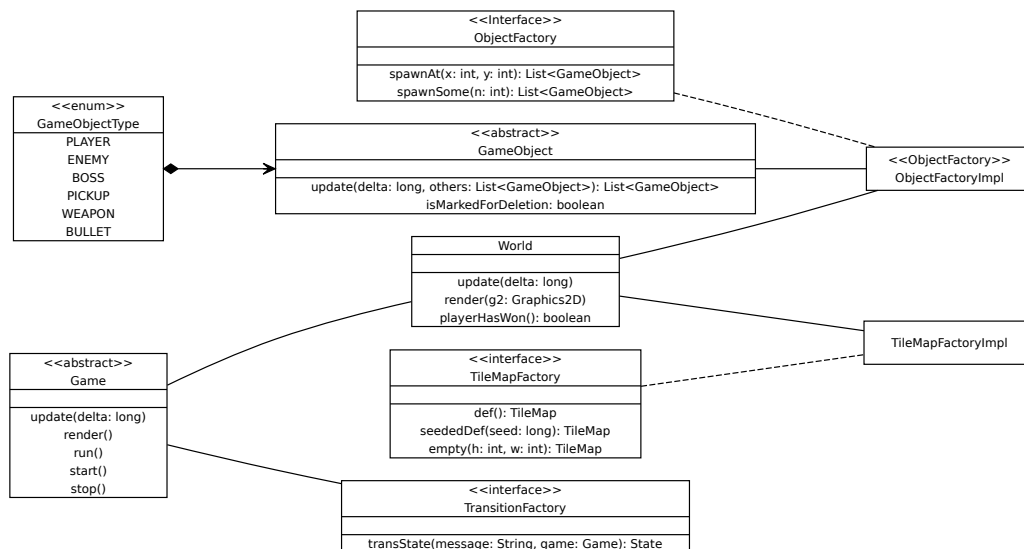 <<Interface>>
ObjectFactory
spawnAt(x: int, y: int): List<GameObject>
spawnSome(n: int): List<GameObject>
<<enum>>
GameObjectType
PLAYER
ENEMY
BOSS
PICKUP
WEAPON
BULLET
<<abstract>>
GameObject
update(delta: long, others: List<GameObject>): List<GameObject>
isMarkedForDeletion: boolean
<<ObjectFactory>>
ObjectFactoryImpl
World
update(delta: long)
render(g2: Graphics2D)
playerHasWon(): boolean
TileMapFactoryImpl
<<abstract>>
Game
update(delta: long)
render()
run()
start()
stop()
<<interface>>
TileMapFactory
def(): TileMap
seededDef(seed: long): TileMap
empty(h: int, w: int): TileMap
<<interface>>
TransitionFactory
transState(message: String, game: Game): State